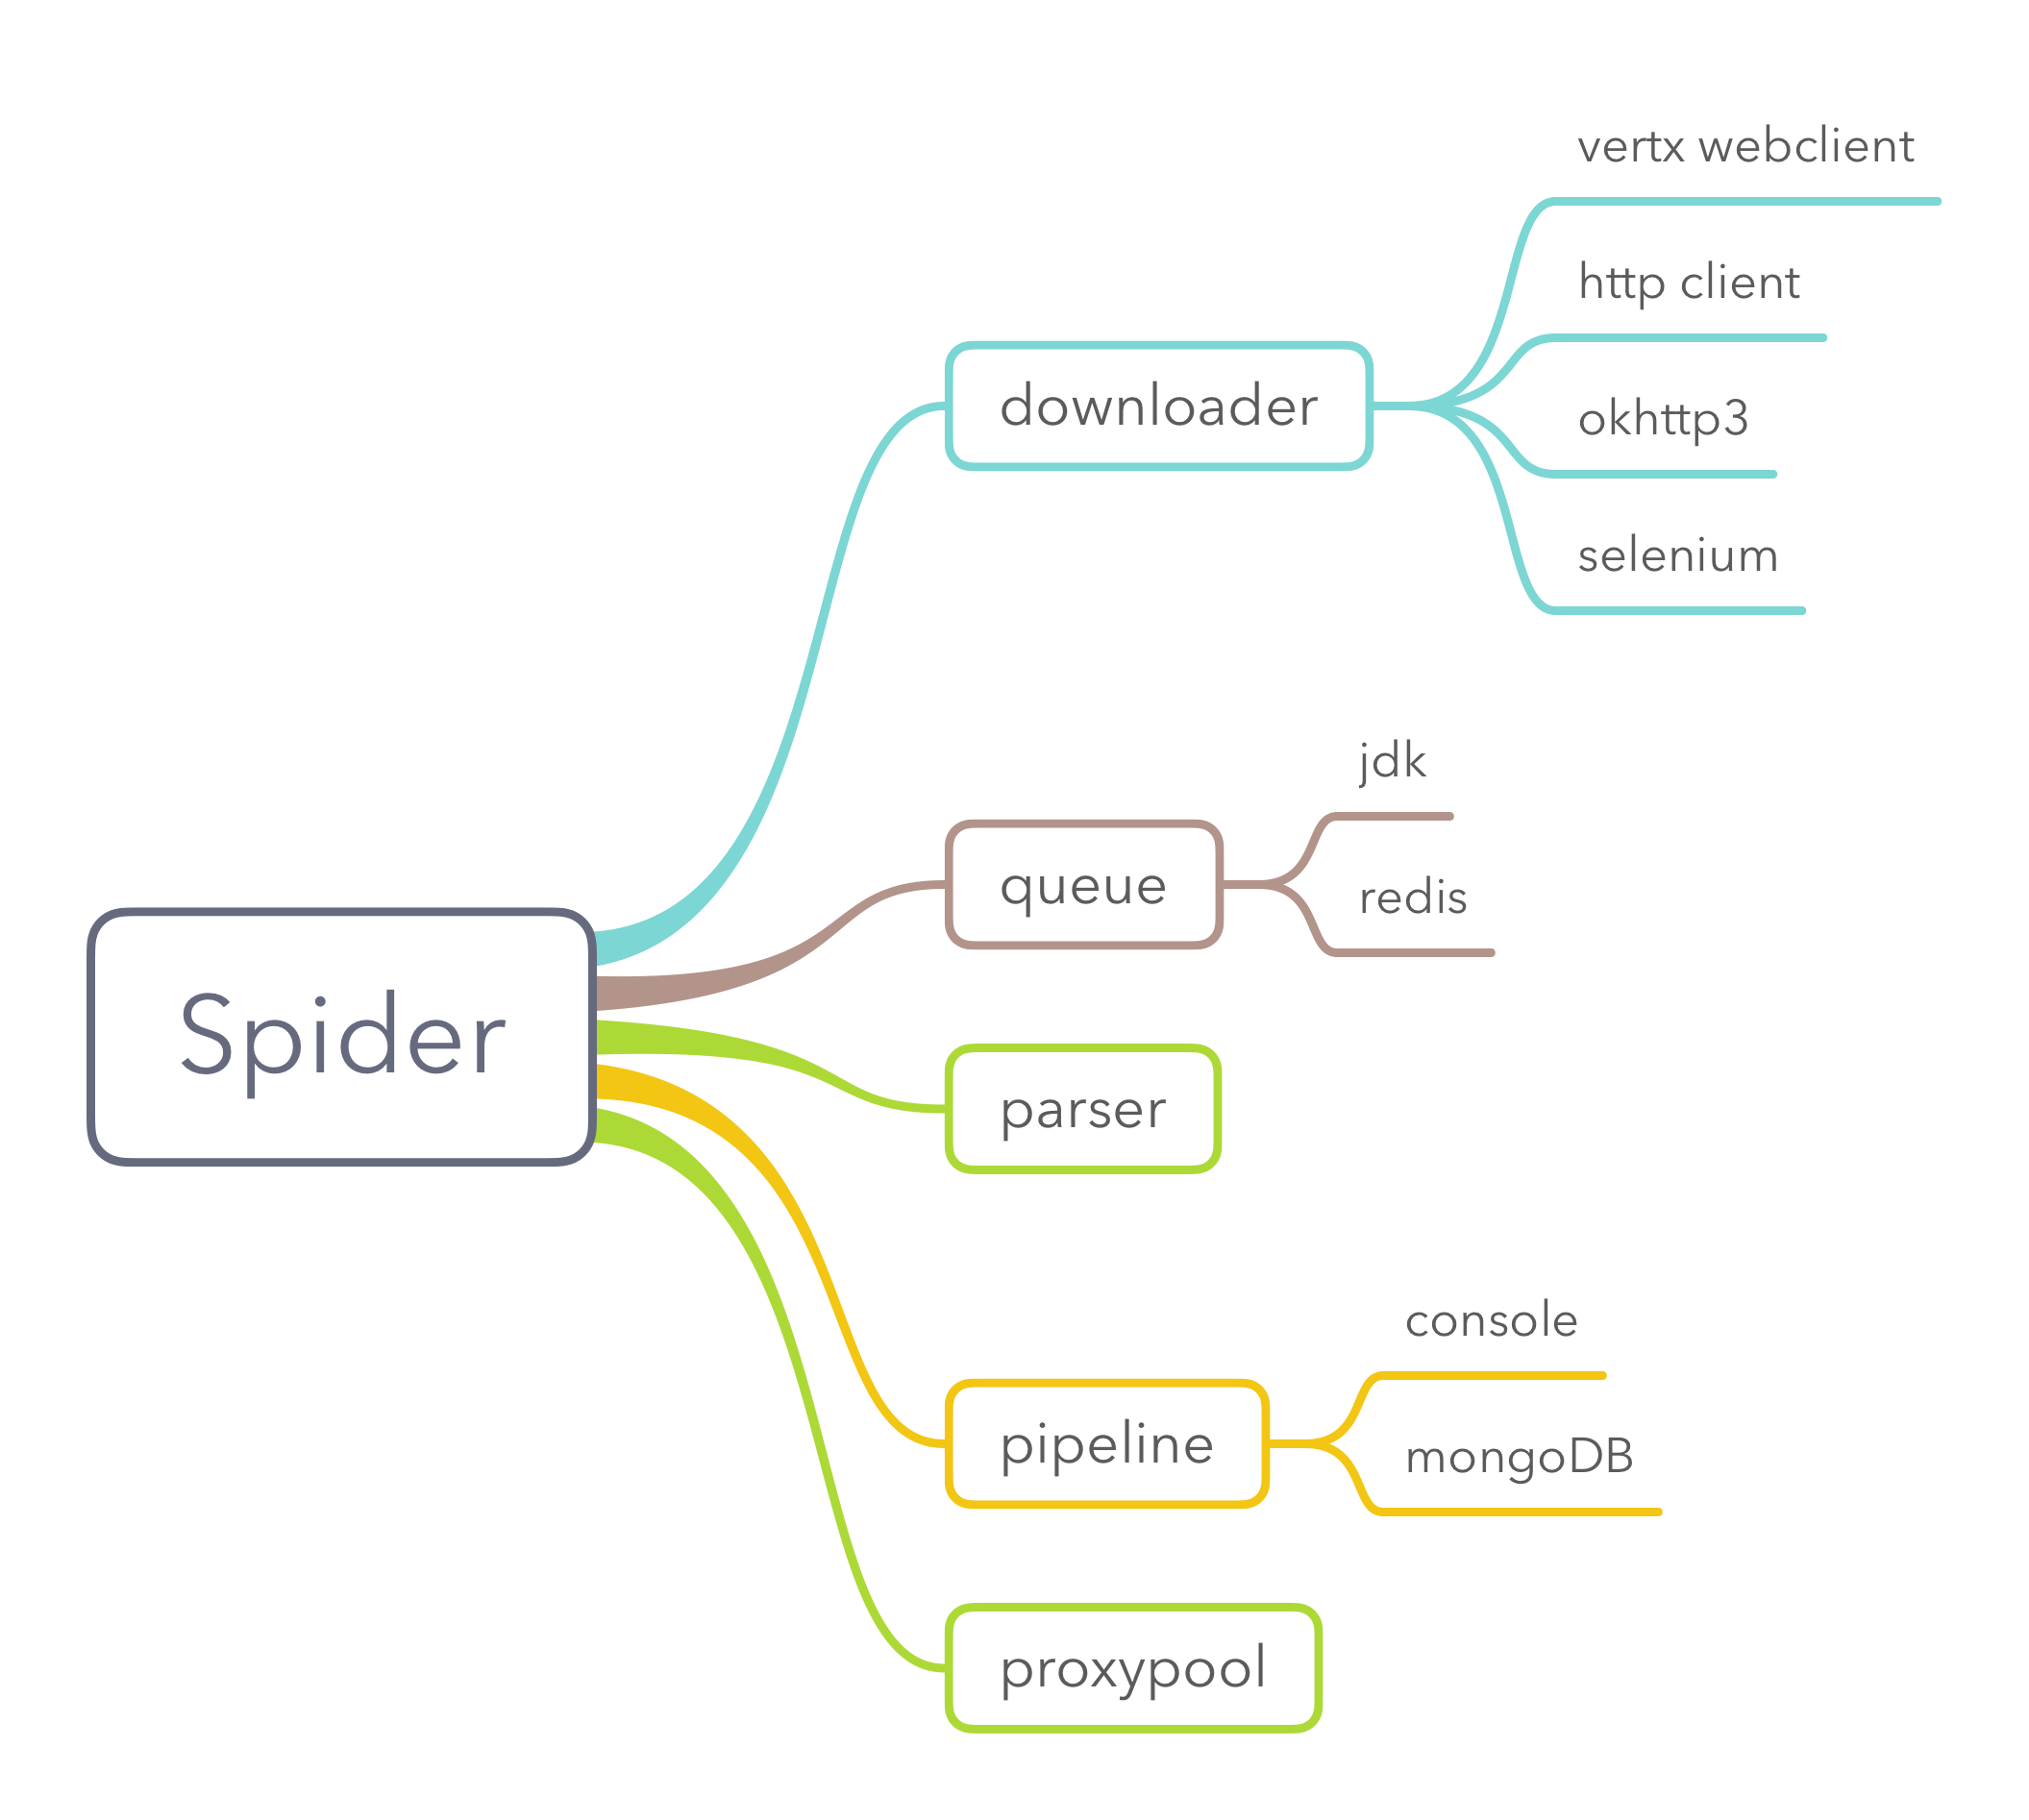 Spider
downloader
vertx webclient
http client
okhttp3
selenium
queue
jdk
redis
parser
pipeline
console
mongoDB
proxypool